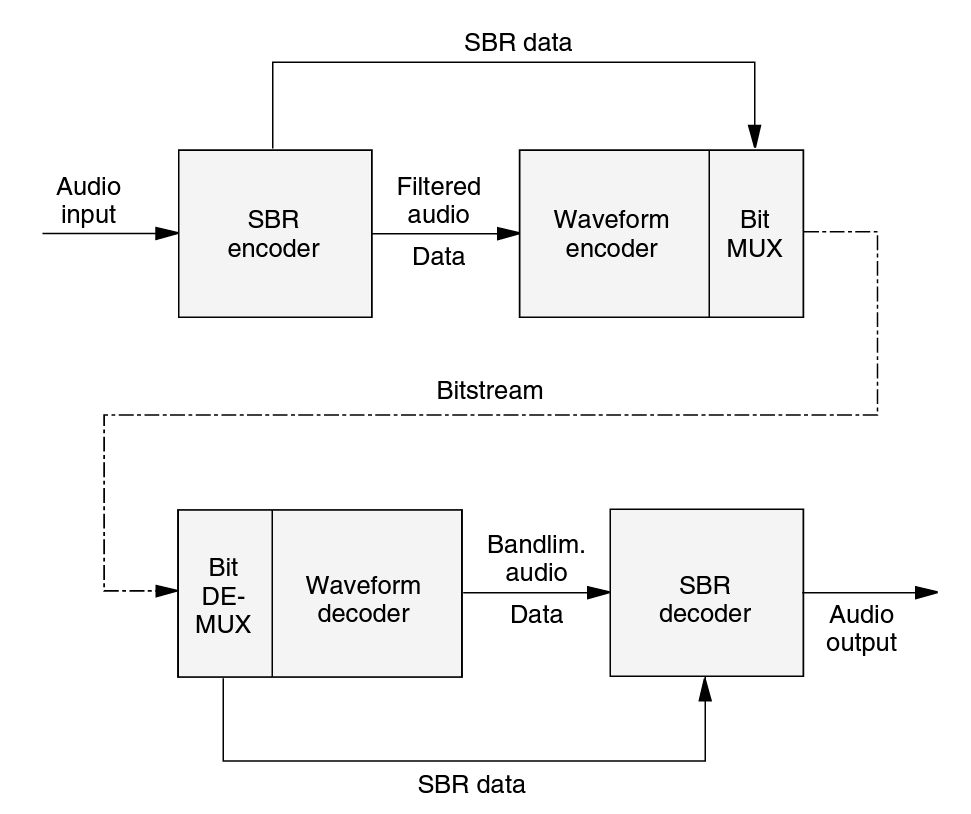 SBR data
Audio
input
SBR
encoder
Filtered
audio
Data
Waveform
encoder
Bit
MUX
Bitstream
Bit
DE-
MUX
Waveform
decoder
Bandlim.
audio
Data
SBR
decoder
Audio
output
SBR data